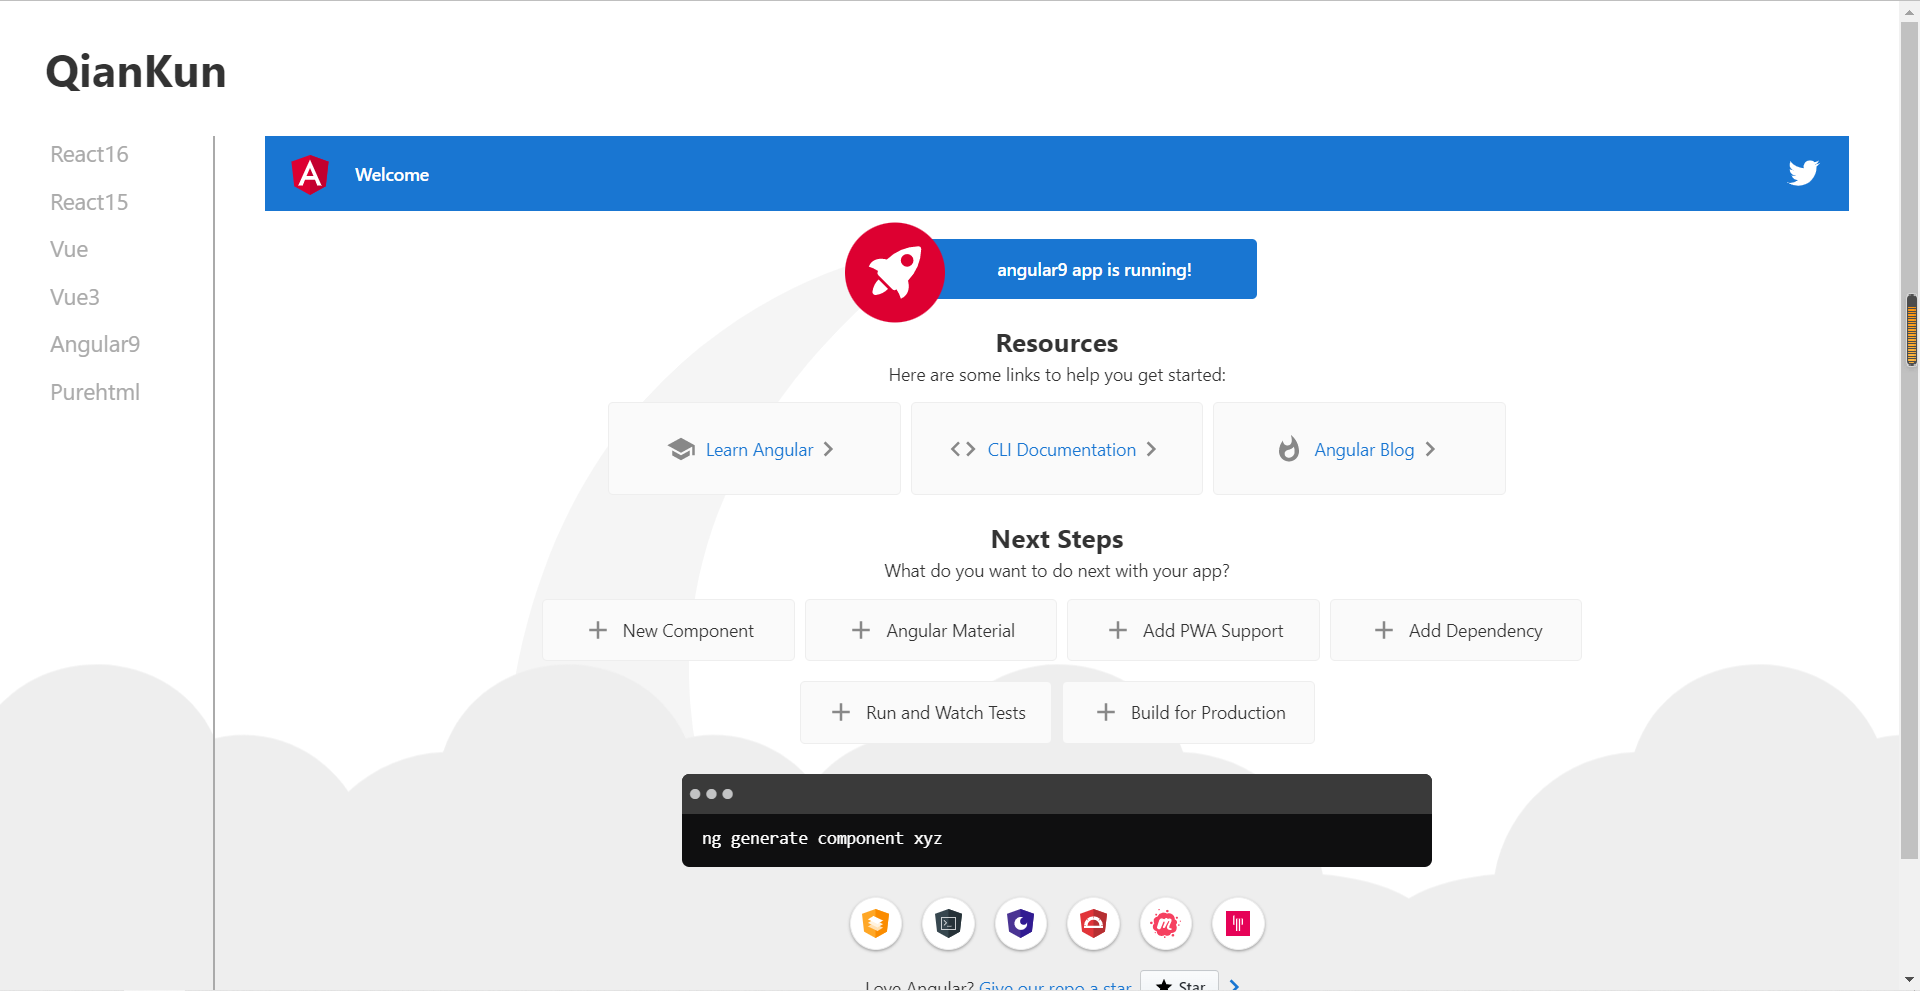 QianKun
React16
React15
Vue
Vue3
Angular9
Purehtml
Welcome
angular9 app is running!
Resources
Here are some links to help you get started:
Learn Angular
CLI Documentation
Angular Blog
Next Steps
What do you want to do next with your app?
New Component
Angular Material
Add PWA Support
Add Dependency
Run and Watch Tests
Build for Production
ng generate component xyz
Love Angular? Give our repo a star. Star